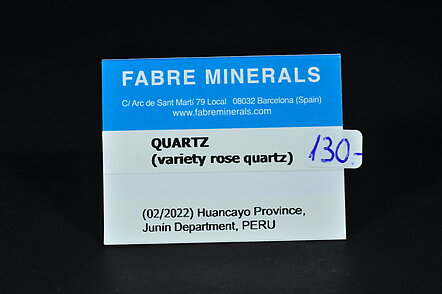 FABRE MINERALS
C/ Arc de Sant Martí 79 Local   08032 Barcelona (Spain)
www.fabreminerals.com
QUARTZ
(variety rose quartz)
130.-
(02/2022) Huancayo Province,
Junín Department, PERU